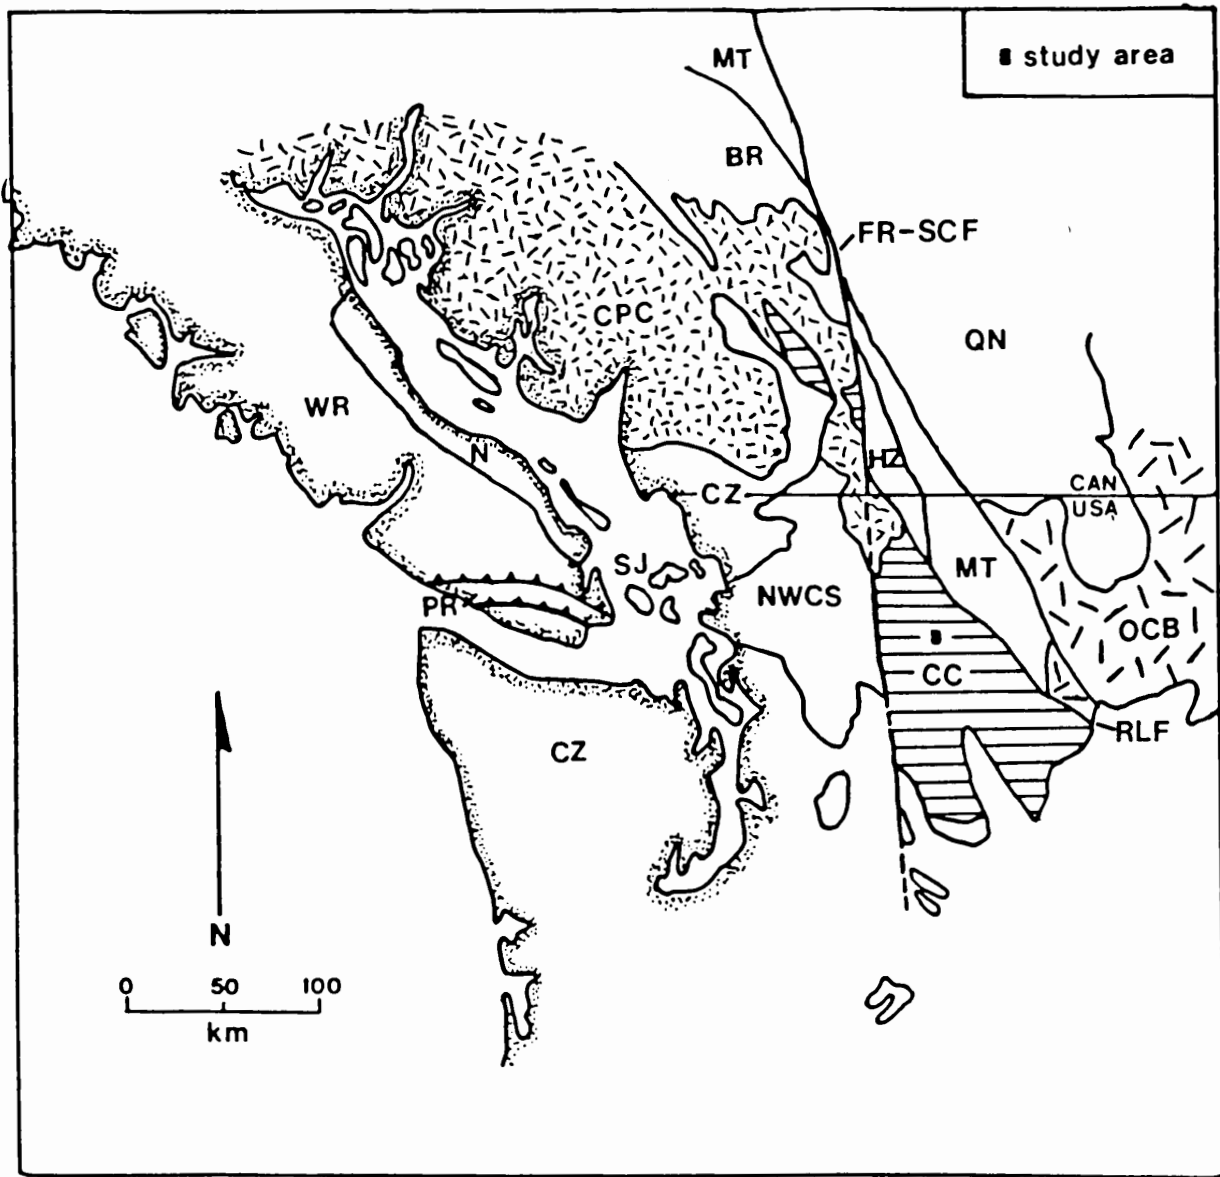 MT
study area
BR
FR-SCF
CPC
QN
WR
N
HZ
CAN
CZ
USA
SJ
MT
NWCS
PR
OCB
CC
RLF
CZ
N
0 50 100
km